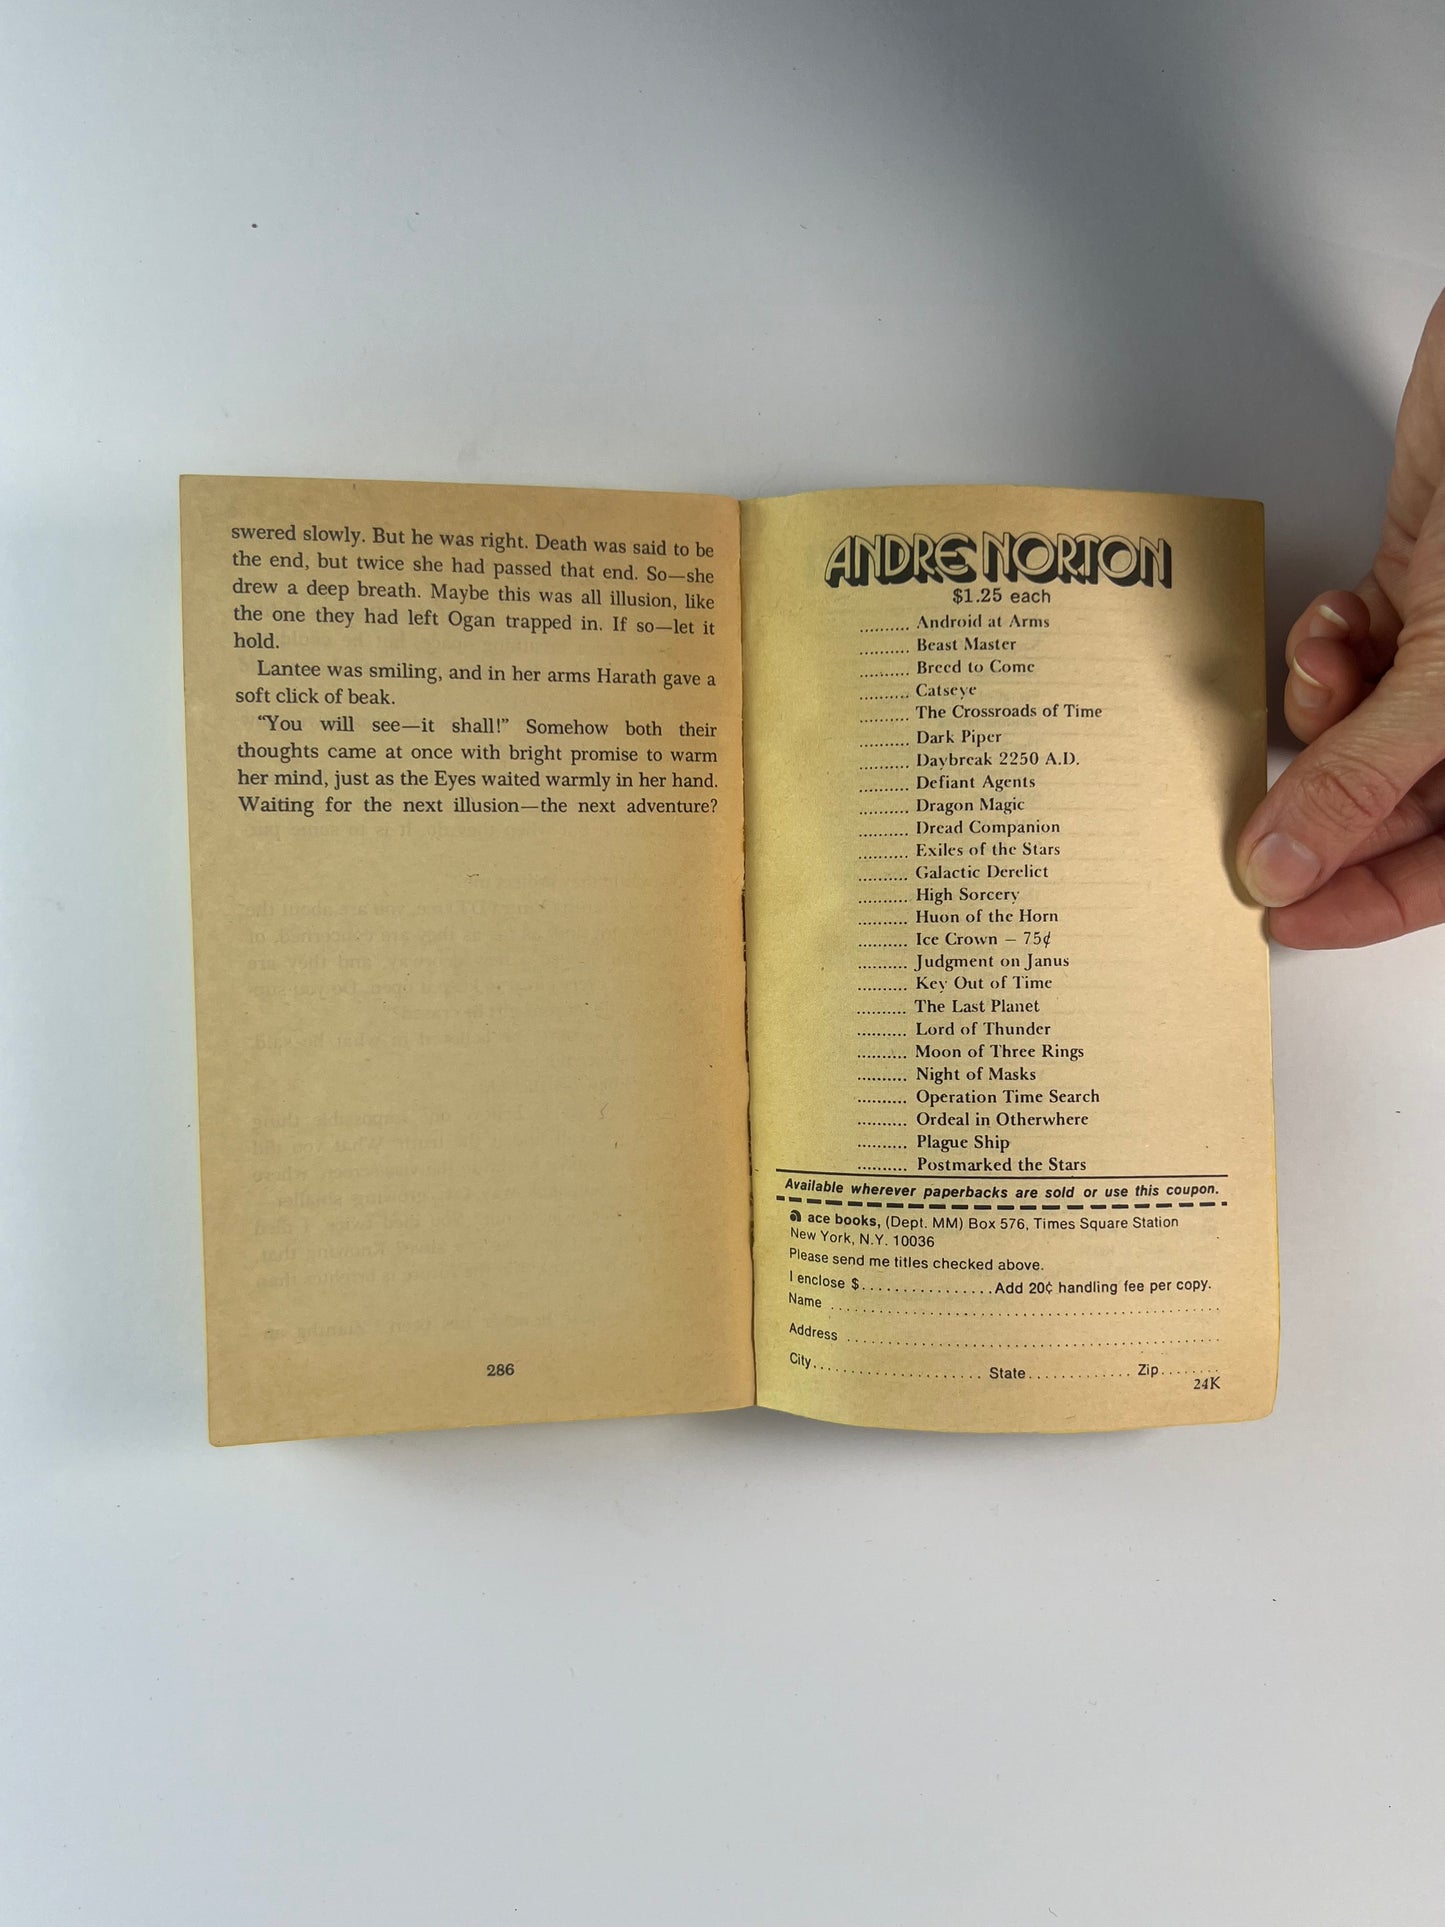 swered slowly. But he was right. Death was said to be
the end, but twice she had passed that end. So—she
drew a deep breath. Maybe this was all illusion, like
the one they had left Ogan trapped in. If so—let it
hold.
Lantee was smiling, and in her arms Harath gave a
soft click of beak.
“You will see—it shall!” Somehow both their
thoughts came at once with bright promise to warm
her mind, just as the Eyes waited warmly in her hand.
Waiting for the next illusion—the next adventure?
286
ANDRE NORTON
$1.25 each
.......... Android at Arms
.......... Beast Master
.......... Breed to Come
.......... Catseye
.......... The Crossroads of Time
.......... Dark Piper
.......... Daybreak 2250 A.D.
.......... Defiant Agents
.......... Dragon Magic
.......... Dread Companion
.......... Exiles of the Stars
.......... Galactic Derelict
.......... High Sorcery
.......... Huon of the Horn
.......... Ice Crown – 75¢
.......... Judgment on Janus
.......... Key Out of Time
.......... The Last Planet
.......... Lord of Thunder
.......... Moon of Three Rings
.......... Night of Masks
.......... Operation Time Search
.......... Ordeal in Otherwhere
.......... Plague Ship
.......... Postmarked the Stars
Available wherever paperbacks are sold or use this coupon.
ace books, (Dept. MM) Box 576, Times Square Station
New York, N.Y. 10036
Please send me titles checked above.
I enclose $................Add 20¢ handling fee per copy.
Name ................................................
Address ..............................................
City..................... State............. Zip........
24K